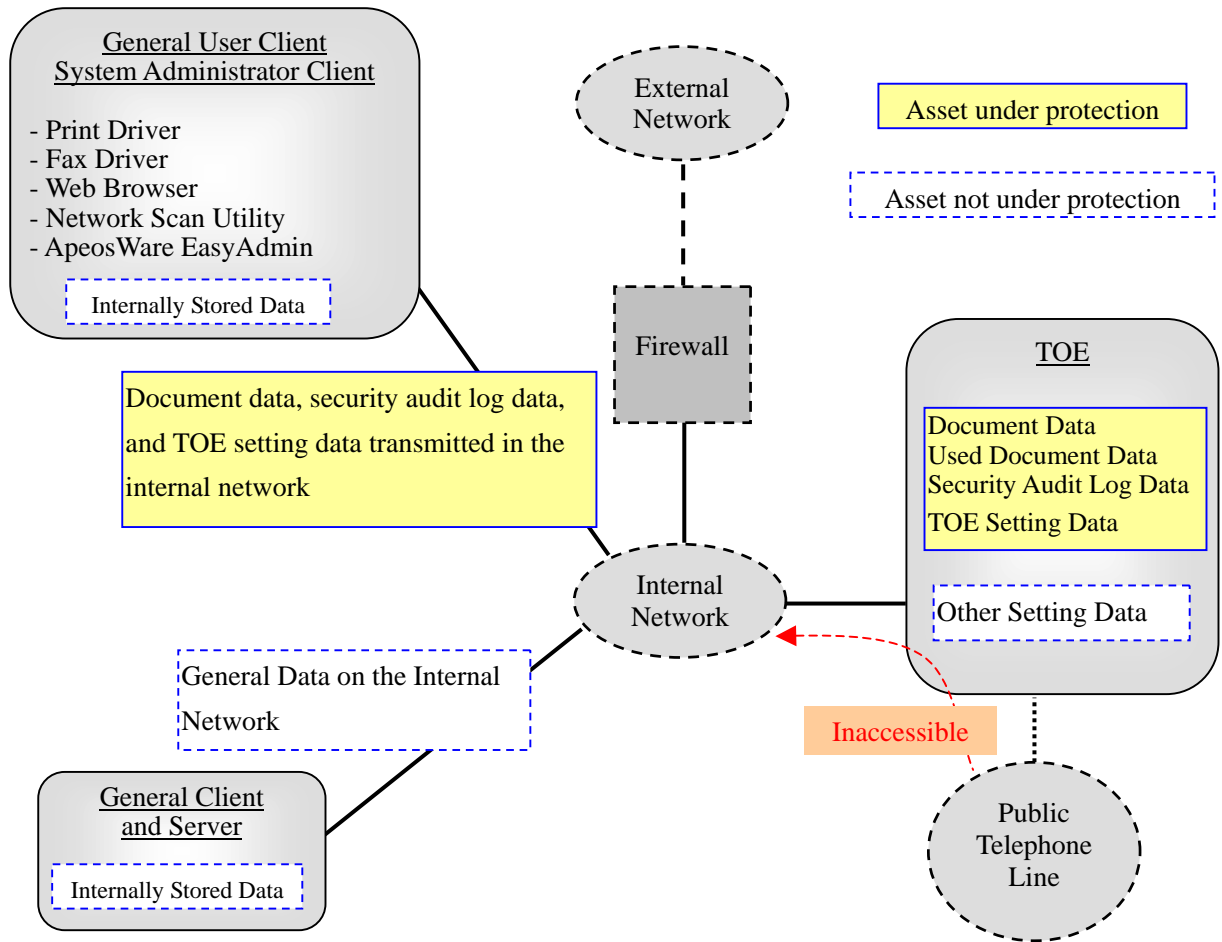 General User Client
System Administrator Client
- Print Driver
- Fax Driver
- Web Browser
- Network Scan Utility
- ApeosWare EasyAdmin
Internally Stored Data
External
Network
Asset under protection
Asset not under protection
Firewall
Document data, security audit log data,
and TOE setting data transmitted in the
internal network
TOE
Document Data
Used Document Data
Security Audit Log Data
TOE Setting Data
Other Setting Data
Internal
Network
General Data on the Internal
Network
Inaccessible
General Client
and Server
Internally Stored Data
Public
Telephone
Line